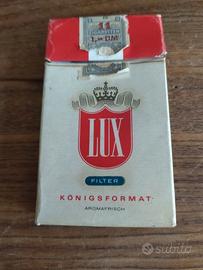 11
CIGARETTEN
1.- DM
LUX
FILTER
KÖNIGSFORMAT
AROMAFRISCH
subito